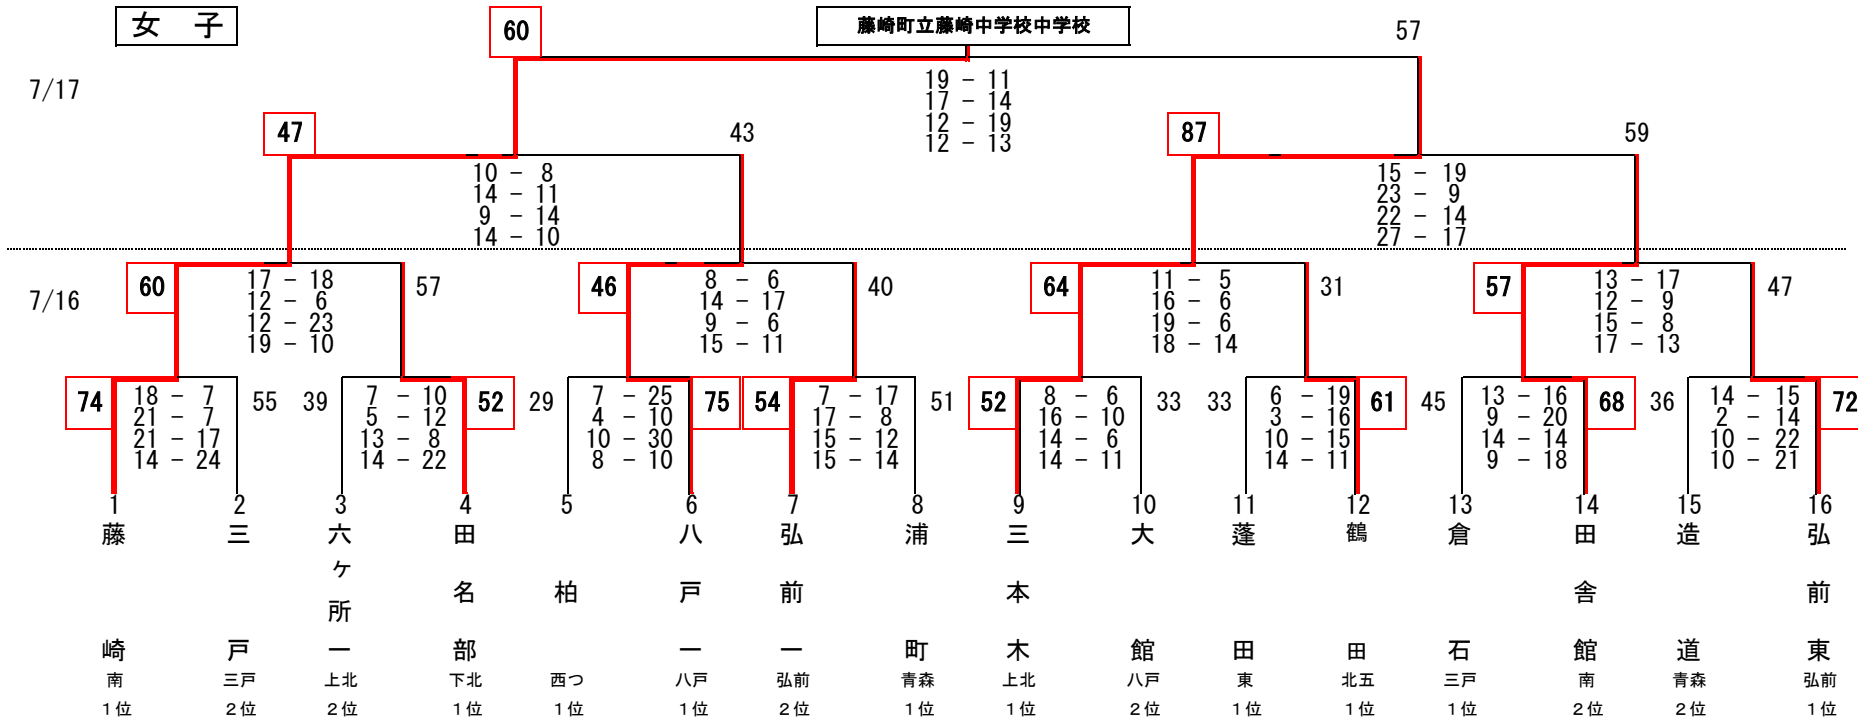 女 子
60
藤崎町立藤崎中学校中学校
57
7/17
19 - 11
17 - 14
12 - 19
12 - 13
47
43
87
59
10 - 8
14 - 11
9 - 14
14 - 10
15 - 19
23 - 9
22 - 14
27 - 17
7/16
60
17 - 18
12 - 6
12 - 23
19 - 10
57
46
8 - 6
14 - 17
9 - 6
15 - 11
40
64
11 - 5
16 - 6
19 - 6
18 - 14
31
57
13 - 17
12 - 9
15 - 8
17 - 13
47
74
18 - 7
21 - 7
21 - 17
14 - 24
55
39
7 - 10
5 - 12
13 - 8
14 - 22
52
29
7 - 25
4 - 10
10 - 30
8 - 10
75
54
7 - 17
17 - 8
15 - 12
15 - 14
51
52
8 - 6
16 - 10
14 - 6
14 - 11
33
33
6 - 19
3 - 16
10 - 15
14 - 11
61
45
13 - 16
9 - 20
14 - 14
9 - 18
68
36
14 - 15
2 - 14
10 - 22
10 - 21
72
1 2 3 4 5 6 7 8 9 10 11 12 13 14 15 16
藤崎
三戸
六ヶ所一
田名部
柏
八戸一
弘前一
浦町
三本木
大館
蓬田
鶴田
倉石
田舎館
造道
弘前東
南 三戸 上北 下北 西つ 八戸 弘前 青森 上北 八戸 東 北五 三戸 南 青森 弘前
1位 2位 2位 1位 1位 1位 2位 1位 1位 2位 1位 1位 1位 2位 2位 1位